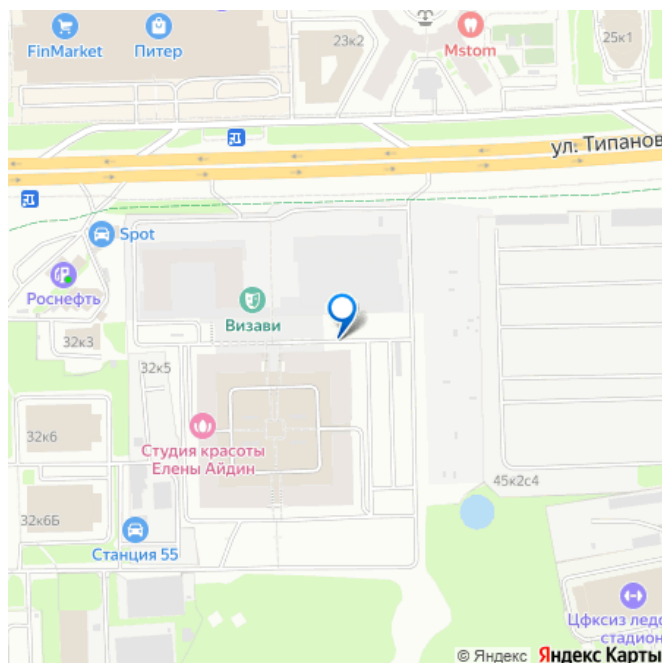 FinMarket
Питер
23к2
Mstom
25к1
ул. Типанов
Spot
Роснефть
Визави
32к3
32к5
32к6
Студия красоты
Елены Айдин
45к2с4
32к6Б
Станция 55
Цфксиз ледо
стадион
© Яндекс Яндекс Карты